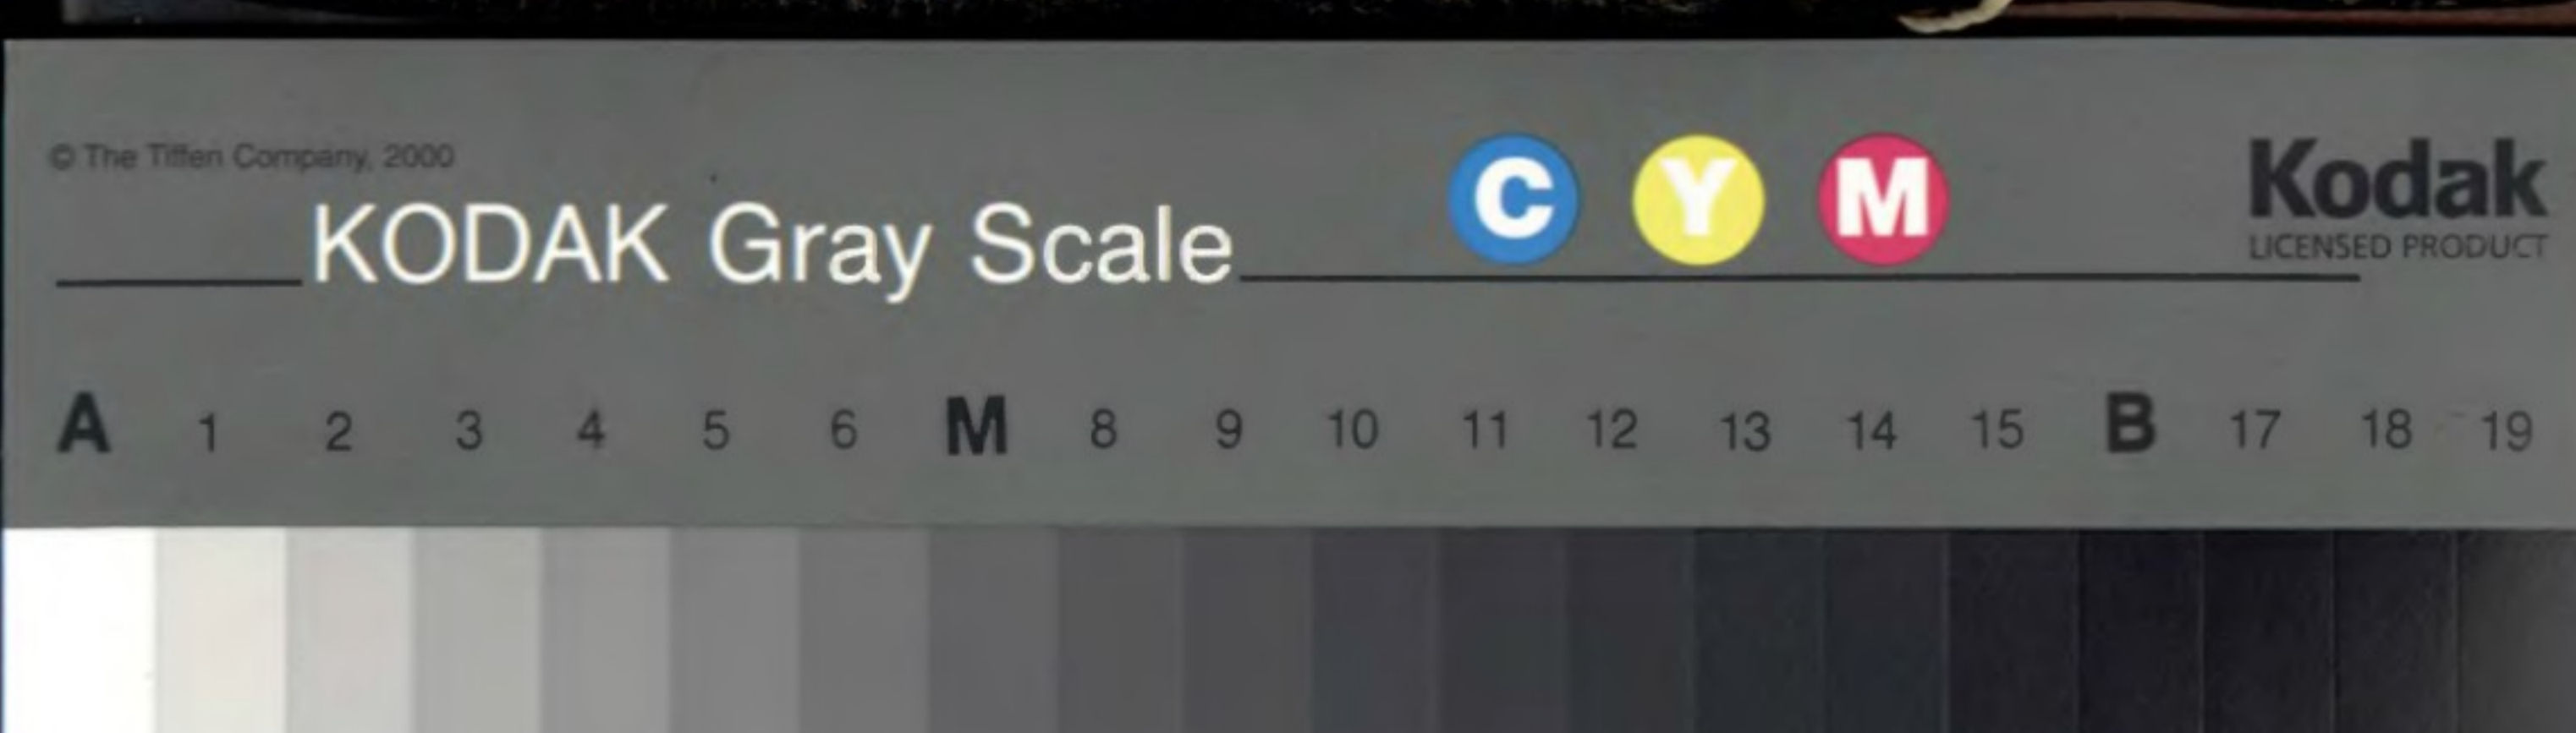 © The Tiffen Company, 2000
KODAK Gray Scale
C Y M
Kodak
LICENSED PRODUCT
A 1 2 3 4 5 6 M 8 9 10 11 12 13 14 15 B 17 18 19